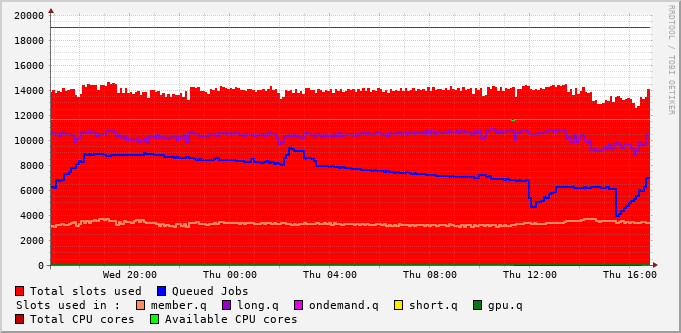 20000
18000
16000
14000
12000
10000
8000
6000
4000
2000
0
Wed 20:00 Thu 00:00 Thu 04:00 Thu 08:00 Thu 12:00 Thu 16:00
Total slots used Queued Jobs
Slots used in : member.q long.q ondemand.q short.q gpu.q
Total CPU cores Available CPU cores
RRDTOOL / TOBI OETIKER